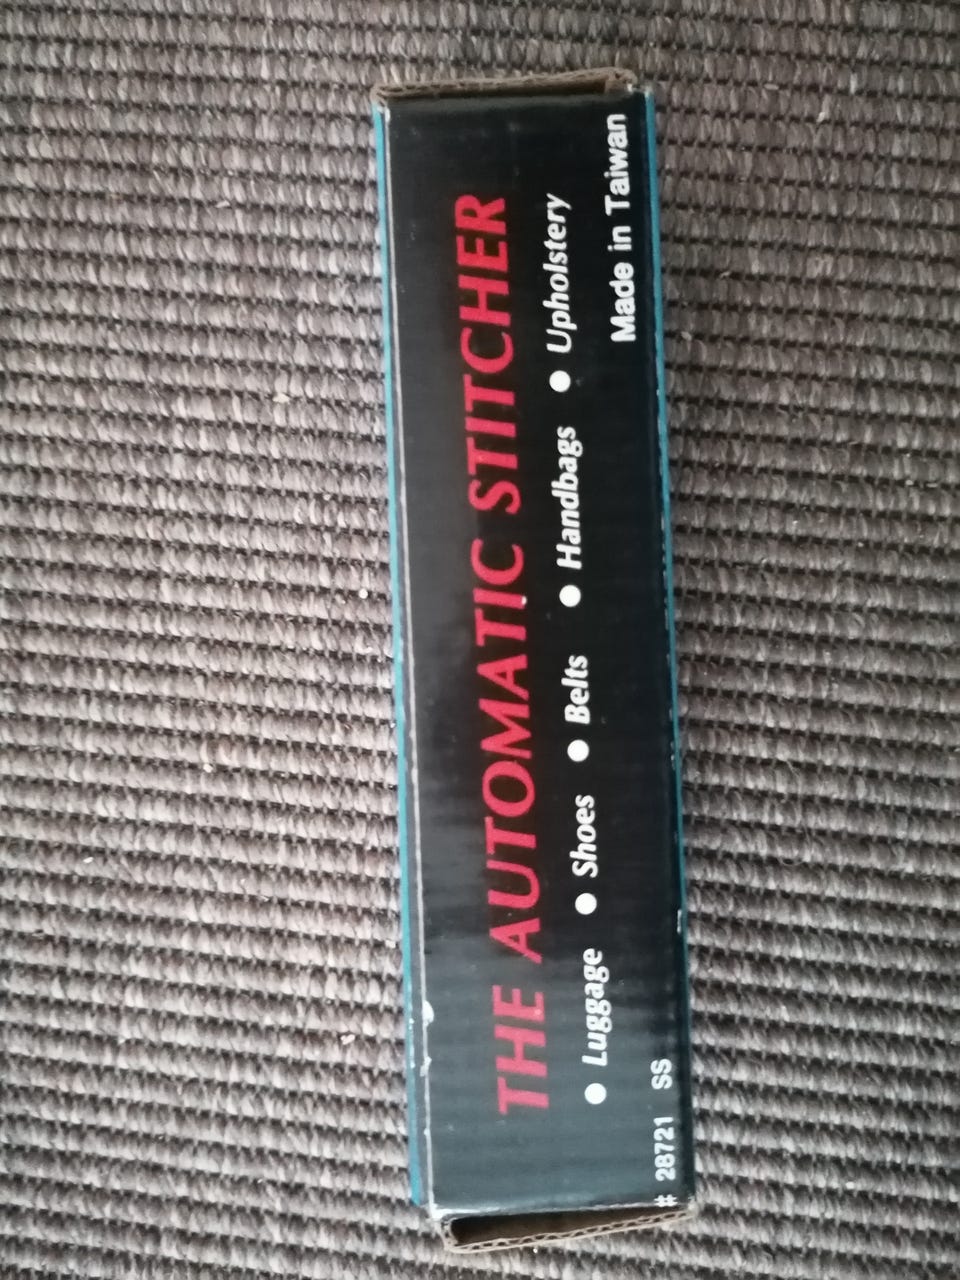 THE AUTOMATIC STITCHER
● Luggage ● Shoes ● Belts ● Handbags ● Upholstery
# 28721 SS Made in Taiwan